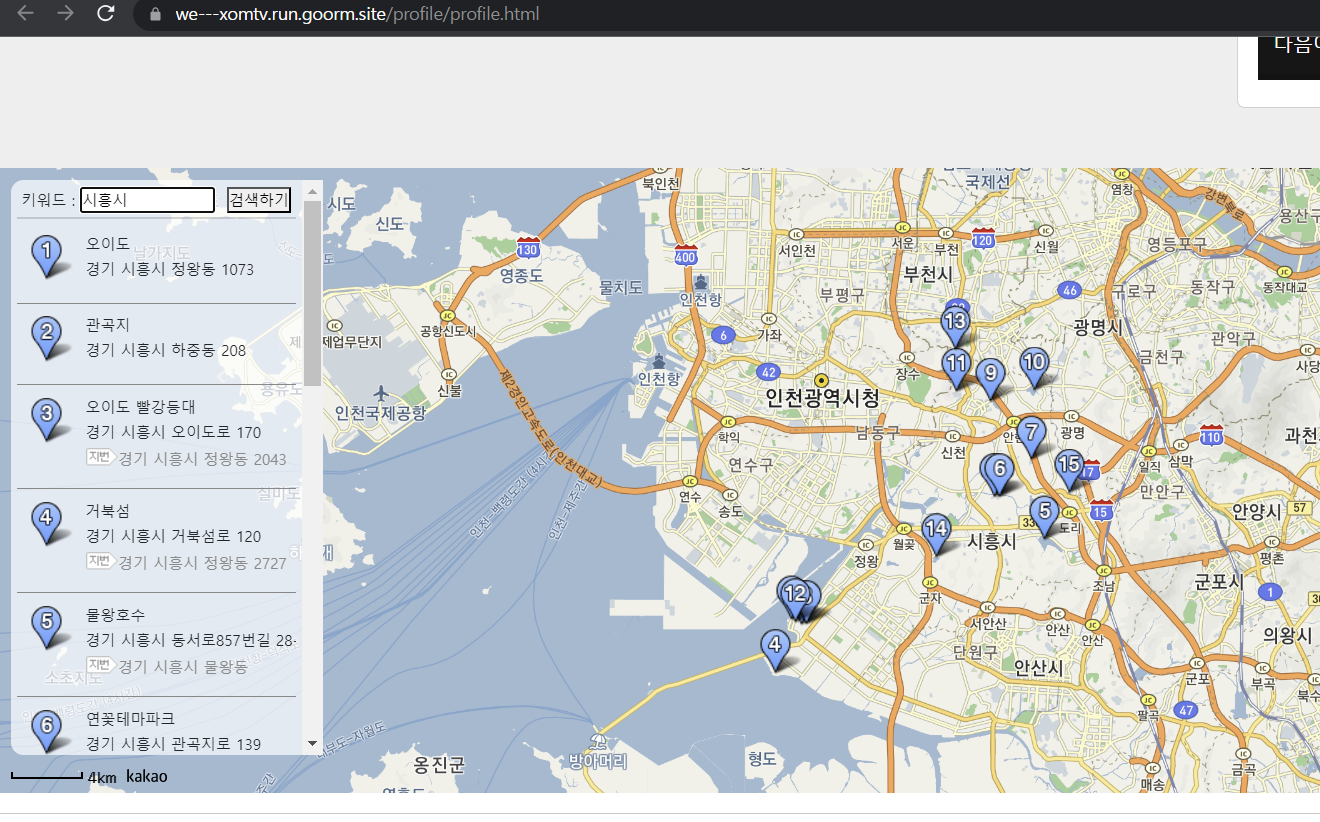 we---xomtv.run.goorm.site/profile/profile.html
다음
키워드 : 시흥시 검색하기
1 오이도
경기 시흥시 정왕동 1073
2 관곡지
경기 시흥시 하중동 208
3 오이도 빨강등대
경기 시흥시 오이도로 170
지번 경기 시흥시 정왕동 2043
4 거북섬
경기 시흥시 거북섬로 120
지번 경기 시흥시 정왕동 2727
5 물왕호수
경기 시흥시 동서로857번길 28-
지번 경기 시흥시 물왕동
6 연꽃테마파크
경기 시흥시 관곡지로 139
4km kakao
북인천
국제선
염창
강변북로
용산구
시도
신도
130
영종도
물치도
400
인천항
서인천
서운
부천
120
신월
영등포구
부천시
부평구
46
구로구
동작구
동작대교
공항신도시
제업무단지
6
가좌
13
광명시
관악구
금천구
사당
신불
인천국제공항
인천항
42
장수
11
9
10
인천광역시청
제2경인고속도로(인천대교)
학익
남동구
신천
7
광명
110
과천
일직
삼막
연수구
6
15
17
만안구
연수
송도
5
15
안양시
57
14
33
도리
월곶
시흥시
정왕
평촌
조남
군포시
1
12
군자
서안산
안산
안산
의왕시
4
단원구
안산시
군포
부곡
북수
47
팔곡
방아머리
형도
옹진군
금곡
매송
남가지도
용유도
실미도
소초지도
인천-백령도간 (4시간)
인천-제주간